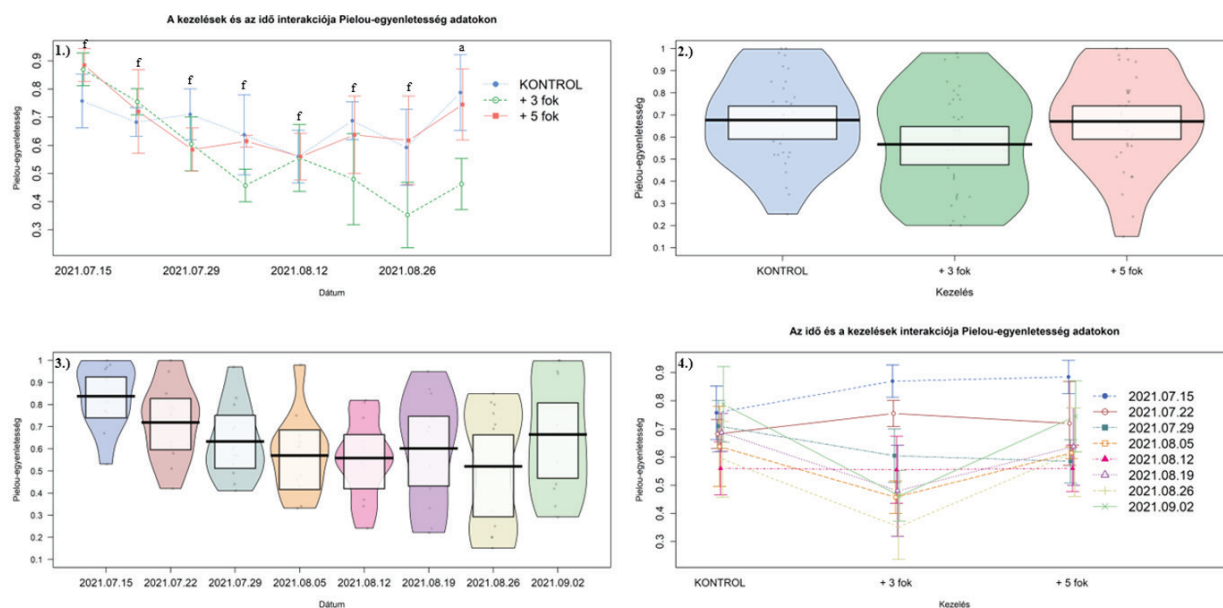 A kezelések és az idő interakciója Pielou-egyenletesség adatokon
1.)
f f f f f f f a
0.9
0.8
0.7
0.6
0.5
0.4
0.3
Pielou-egyenletesség
KONTROL
+ 3 fok
+ 5 fok
2021.07.15 2021.07.29 2021.08.12 2021.08.26
Dátum
2.)
1
0.9
0.8
0.7
0.6
0.5
0.4
0.3
0.2
0.1
Pielou-egyenletesség
KONTROL + 3 fok + 5 fok
Kezelés
3.)
1
0.9
0.8
0.7
0.6
0.5
0.4
0.3
0.2
0.1
Pielou-egyenletesség
2021.07.15 2021.07.22 2021.07.29 2021.08.05 2021.08.12 2021.08.19 2021.08.26 2021.09.02
Dátum
Az idő és a kezelések interakciója Pielou-egyenletesség adatokon
4.)
0.9
0.8
0.7
0.6
0.5
0.4
0.3
Pielou-egyenletesség
2021.07.15
2021.07.22
2021.07.29
2021.08.05
2021.08.12
2021.08.19
2021.08.26
2021.09.02
KONTROL + 3 fok + 5 fok
Kezelés